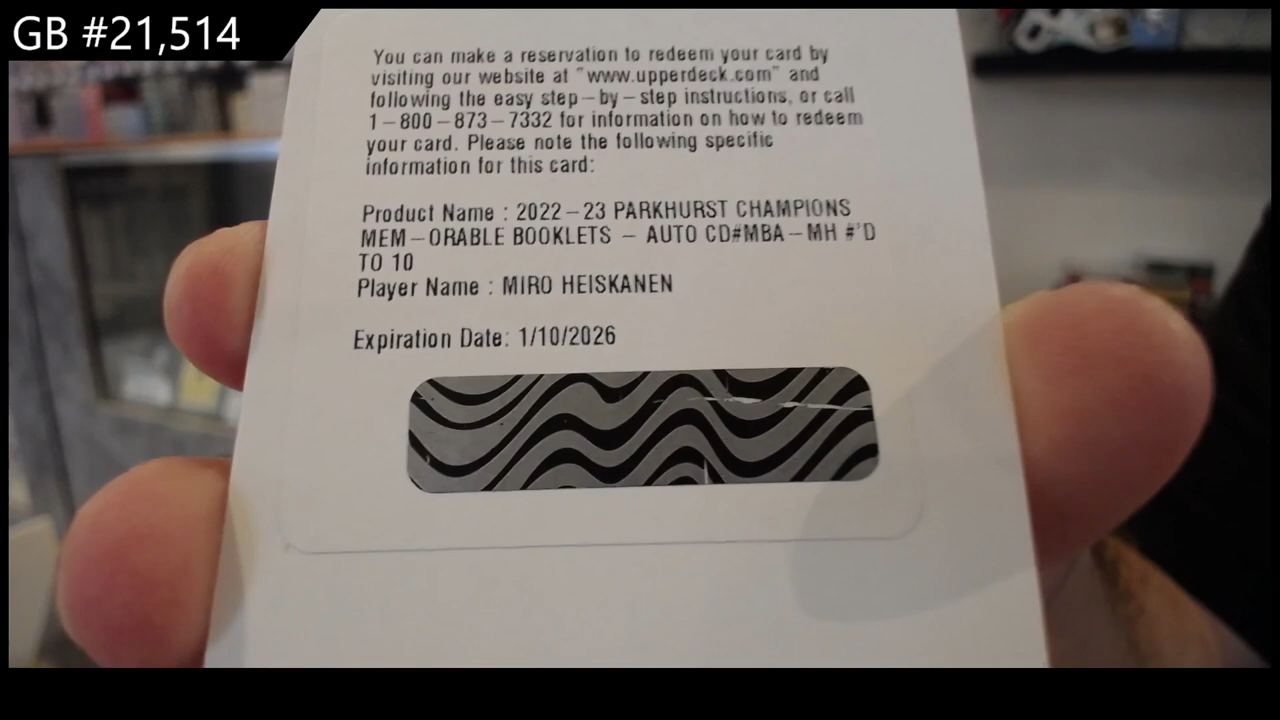 GB #21,514
You can make a reservation to redeem your card by
visiting our website at "www.upperdeck.com" and
following the easy step-by-step instructions, or call
1-800-873-7332 for information on how to redeem
your card. Please note the following specific
information for this card:
Product Name : 2022-23 PARKHURST CHAMPIONS
MEM-ORABLE BOOKLETS - AUTO CD#MBA-MH #'D
TO 10
Player Name : MIRO HEISKANEN
Expiration Date: 1/10/2026